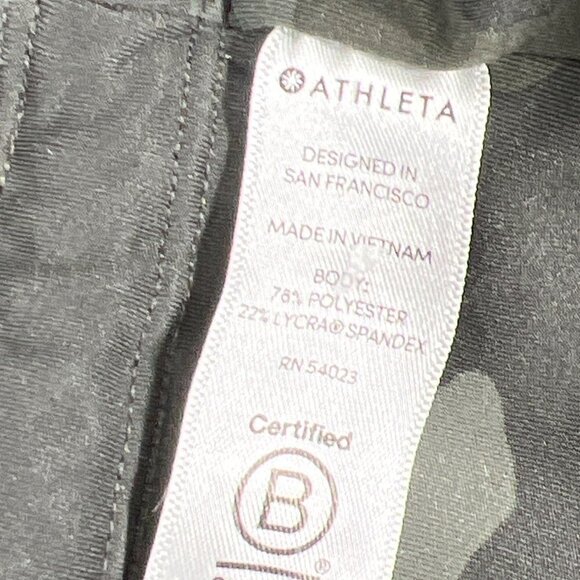 ATHLETA
DESIGNED IN
SAN FRANCISCO
MADE IN VIETNAM
BODY:
78% POLYESTER
22% LYCRA® SPANDEX
RN 54023
Certified
B
®